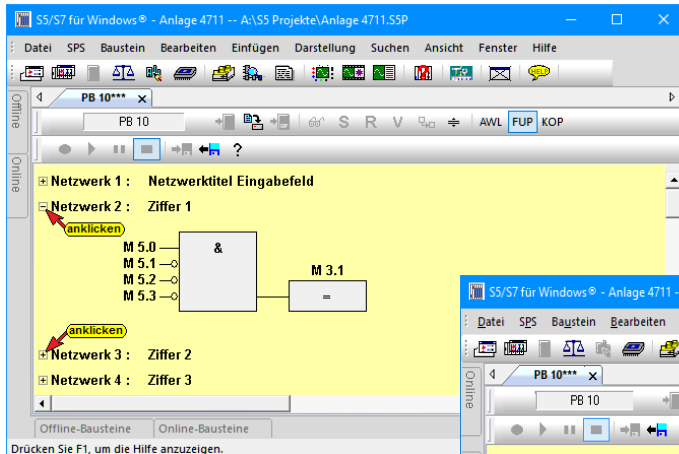 S5/S7 für Windows® - Anlage 4711 -- A:\S5 Projekte\Anlage 4711.S5P
Datei SPS Baustein Bearbeiten Einfügen Darstellung Suchen Ansicht Fenster Hilfe
HELP
Offline
PB 10***
PB 10
S R V
AWL FUP KOP
?
Online
Netzwerk 1 : Netzwerktitel Eingabefeld
Netzwerk 2 : Ziffer 1
anklicken
M 5.0
&
M 5.1
M 5.2
M 5.3
M 3.1
=
anklicken
Netzwerk 3 : Ziffer 2
Netzwerk 4 : Ziffer 3
Offline-Bausteine Online-Bausteine
Drücken Sie F1, um die Hilfe anzuzeigen.
S5/S7 für Windows® - Anlage 4711 -
Datei SPS Baustein Bearbeiten
Online
PB 10***
PB 10